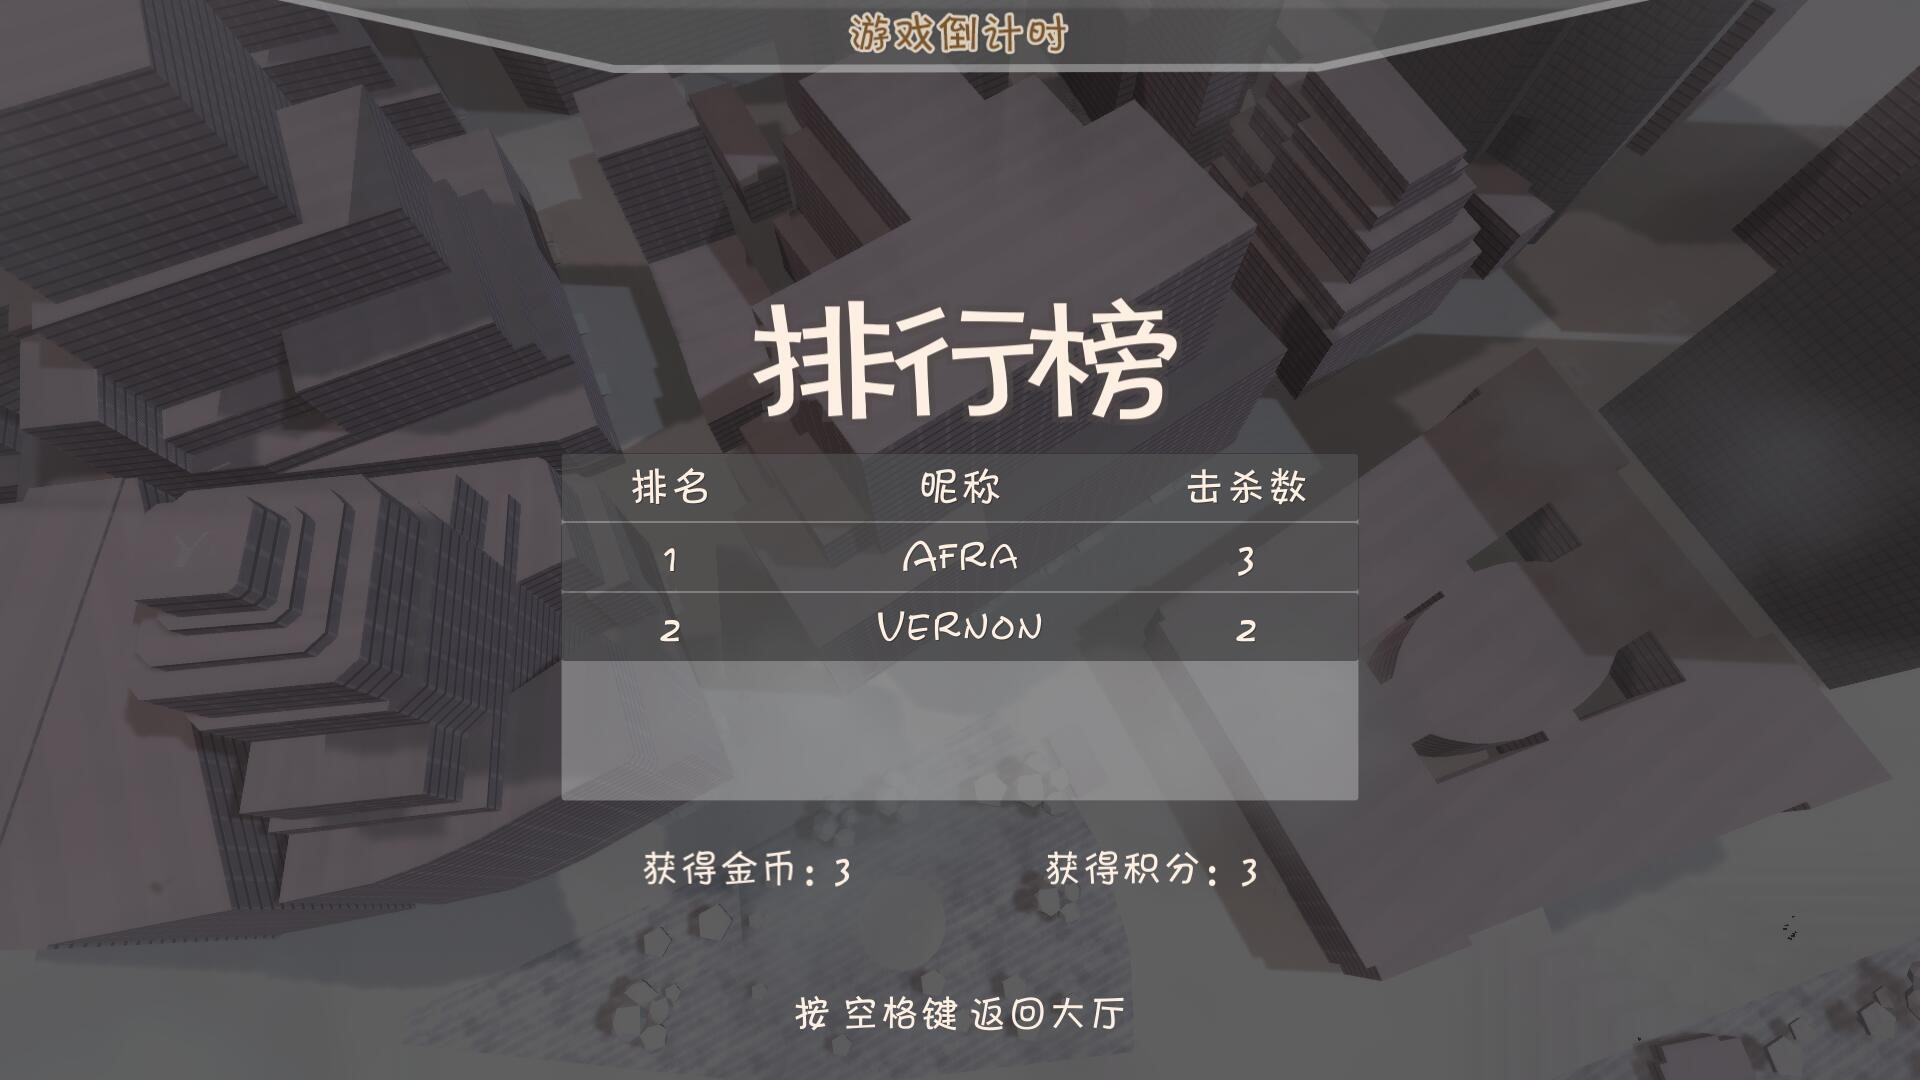 游戏倒计时
排行榜
排名 昵称 击杀数
1 AFRA 3
2 VERNON 2
获得金币: 3 获得积分: 3
按 空格键 返回大厅